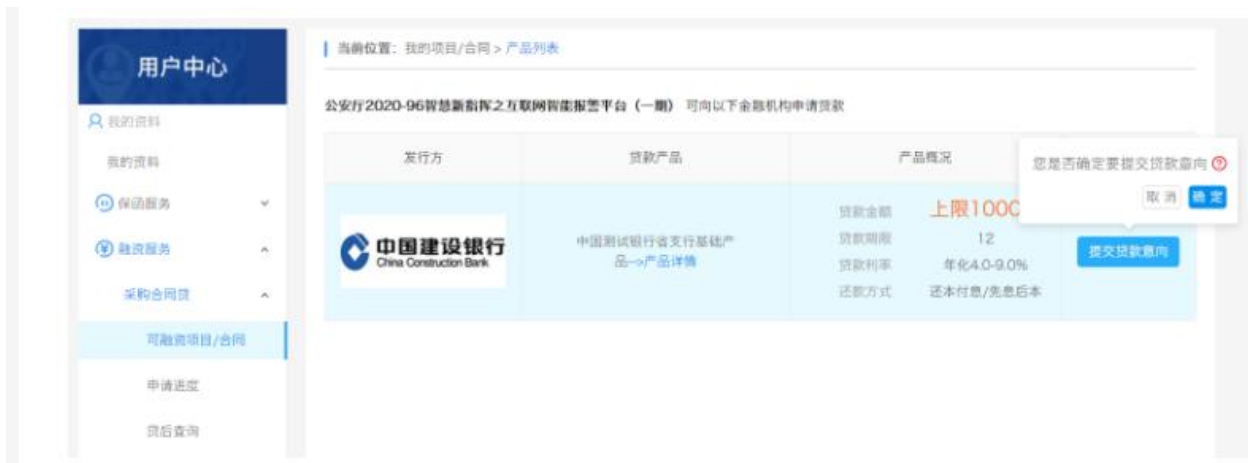 用户中心
当前位置：我的项目/合同 > 产品列表
公安厅2020-96智慧新指挥之互联网智能报警平台（一期） 可向以下金融机构申请贷款
我的资料
我的资料
保函服务
融资服务
采购合同贷
可融资项目/合同
申请进度
贷后查询
发行方
贷款产品
产品概况
中国建设银行
China Construction Bank
中国测试银行省支行基础产
品-->产品详情
贷款金额 上限1000
贷款期限 12
贷款利率 年化4.0-9.0%
还款方式 还本付息/先息后本
您是否确定要提交贷款意向
取消 确定
提交贷款意向